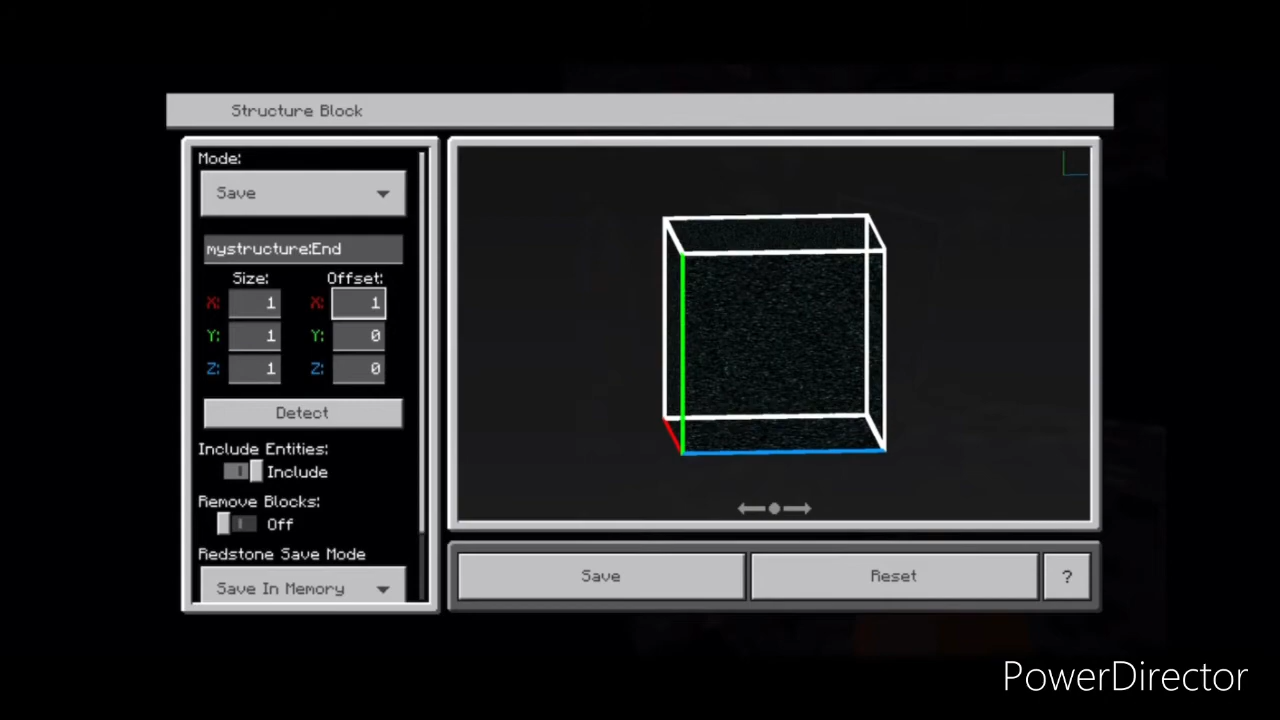 Structure Block
Mode:
Save
mystructure:End
Size: Offset:
X: 1 X: 1
Y: 1 Y: 0
Z: 1 Z: 0
Detect
Include Entities:
Include
Remove Blocks:
Off
Redstone Save Mode
Save In Memory
Save Reset ?
PowerDirector